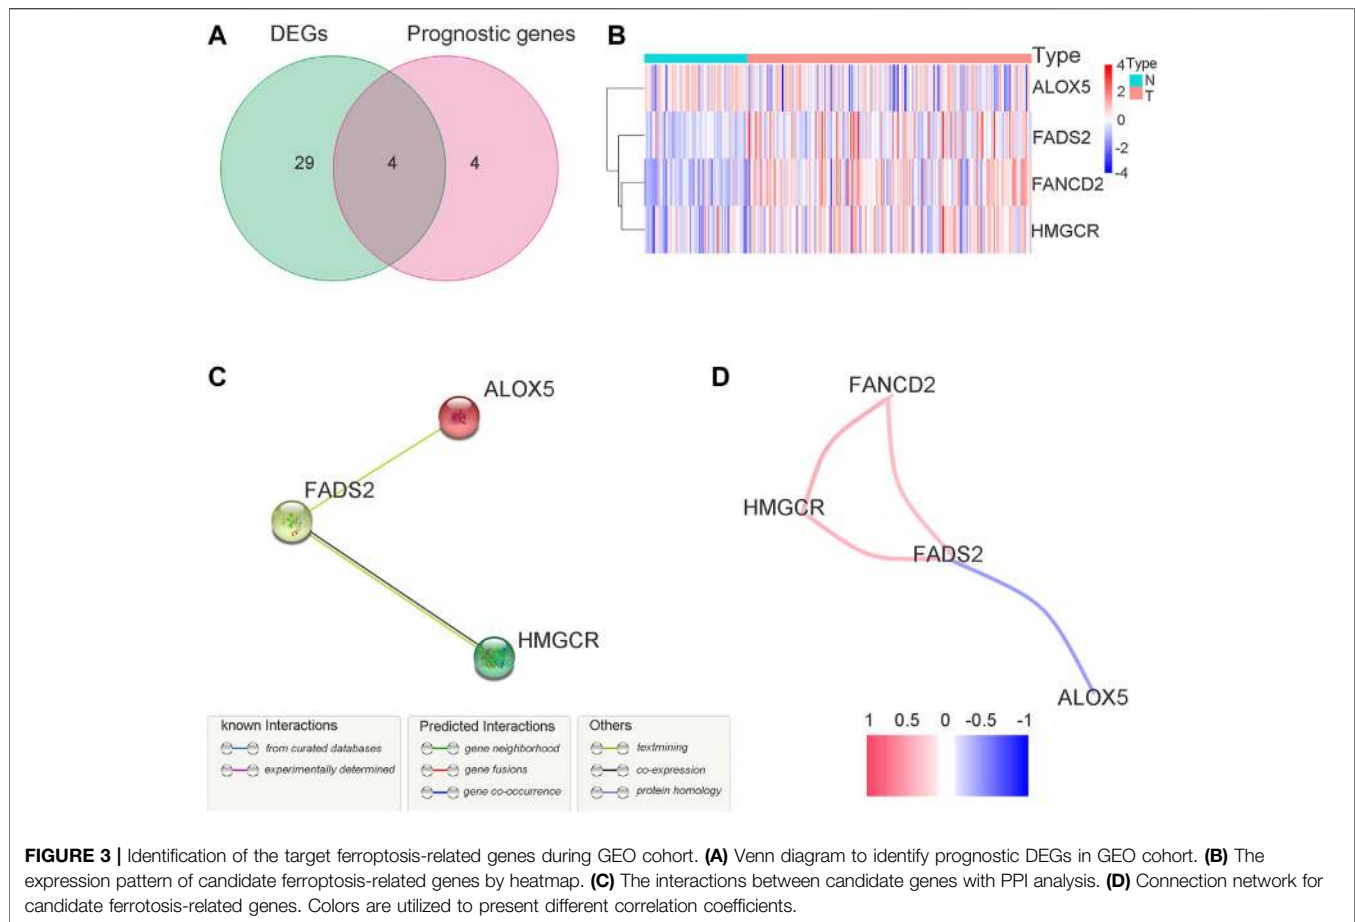 A
DEGs
Prognostic genes
29
4
4
B
Type
ALOX5
FADS2
FANCD2
HMGCR
4
2
0
-2
-4
Type
N
T
C
ALOX5
FADS2
HMGCR
known Interactions
from curated databases
experimentally determined
Predicted Interactions
gene neighborhood
gene fusions
gene co-occurrence
Others
textmining
co-expression
protein homology
D
FANCD2
HMGCR
FADS2
ALOX5
1 0.5 0 -0.5 -1
FIGURE 3 | Identification of the target ferroptosis-related genes during GEO cohort. (A) Venn diagram to identify prognostic DEGs in GEO cohort. (B) The
expression pattern of candidate ferroptosis-related genes by heatmap. (C) The interactions between candidate genes with PPI analysis. (D) Connection network for
candidate ferrotosis-related genes. Colors are utilized to present different correlation coefficients.